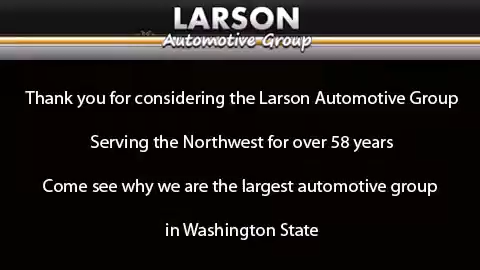 LARSON
Automotive Group
Thank you for considering the Larson Automotive Group
Serving the Northwest for over 58 years
Come see why we are the largest automotive group
in Washington State